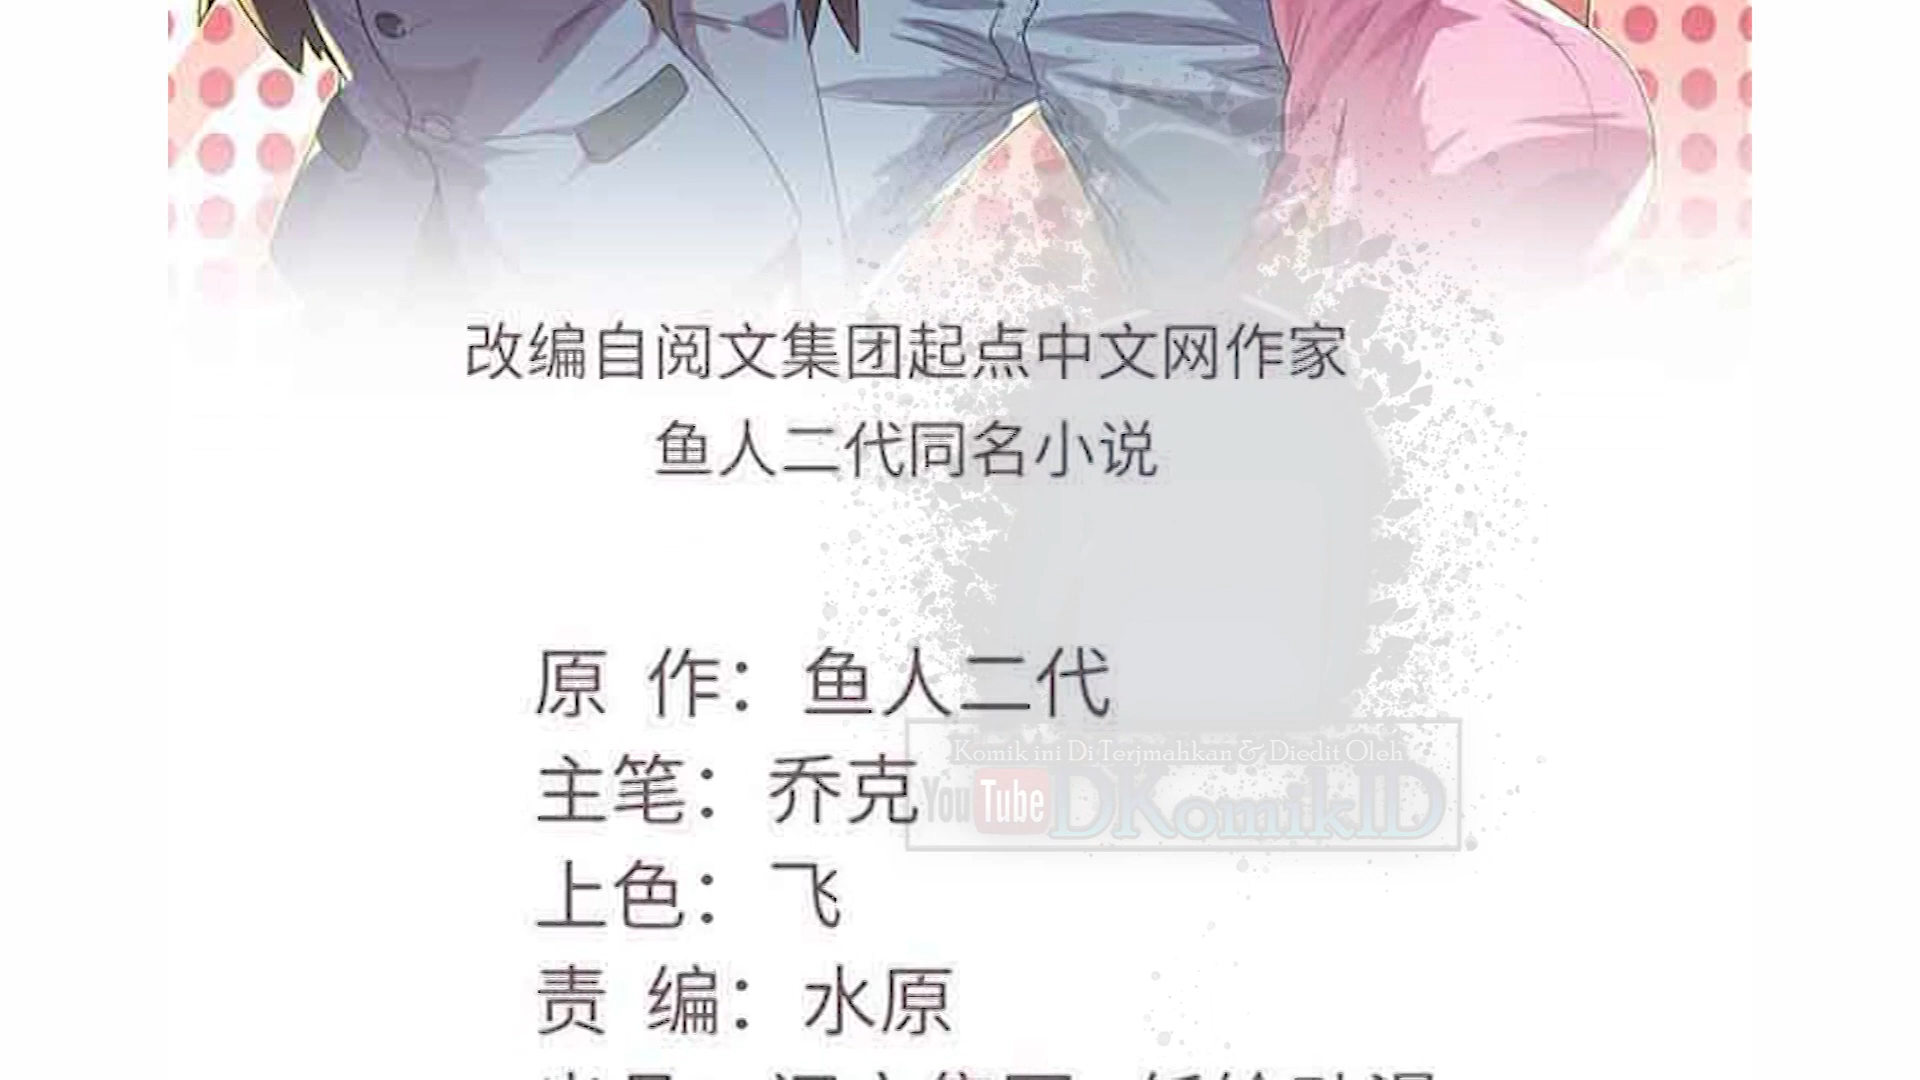 改编自阅文集团起点中文网作家
鱼人二代同名小说
原 作：鱼人二代
主笔：乔克
Komik ini Di Terjmahkan & Diedit Oleh
YouTube DKomikID
上色：飞
责 编：水原